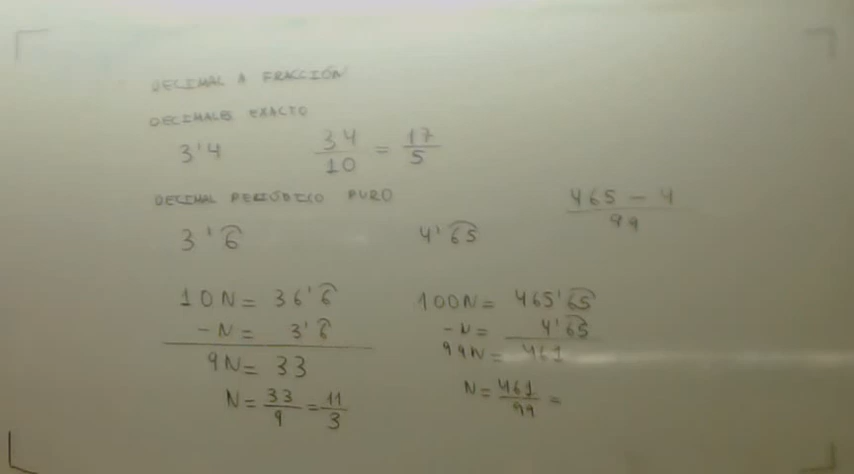 DECIMAL A FRACCIÓN
DECIMALES EXACTO
3'4 34/10 = 17/5
DECIMAL PERIÓDICO PURO
465 - 4 / 99
3'6̂ 4'6͡5
10N = 36'6̂
-N = 3'6̂
9N = 33
N = 33/9 = 11/3
100N = 465'6͡5
-N = 4'6͡5
99N = 461
N = 461/99 =